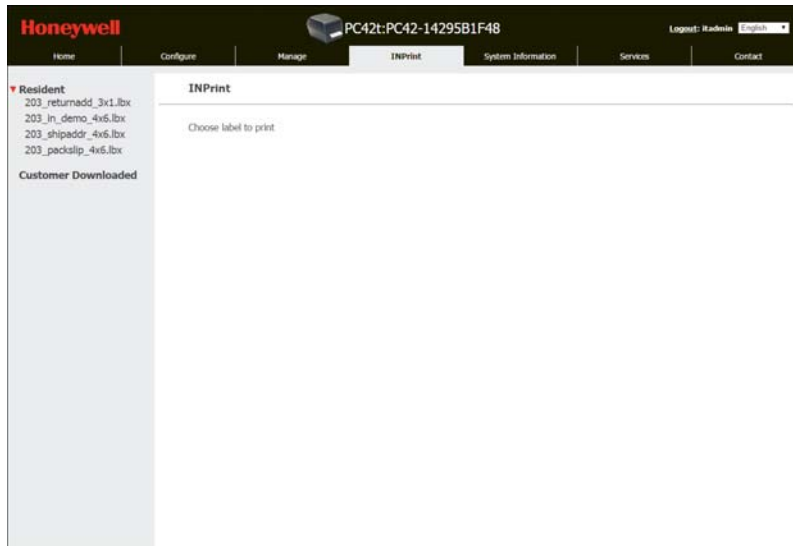 Honeywell
PC42t:PC42-14295B1F48
Logout: itadmin English
Home Configure Manage INPrint System Information Services Contact
Resident
203_returnadd_3x1.lbx
203_in_demo_4x6.lbx
203_shipaddr_4x6.lbx
203_packslip_4x6.lbx
Customer Downloaded
INPrint
Choose label to print